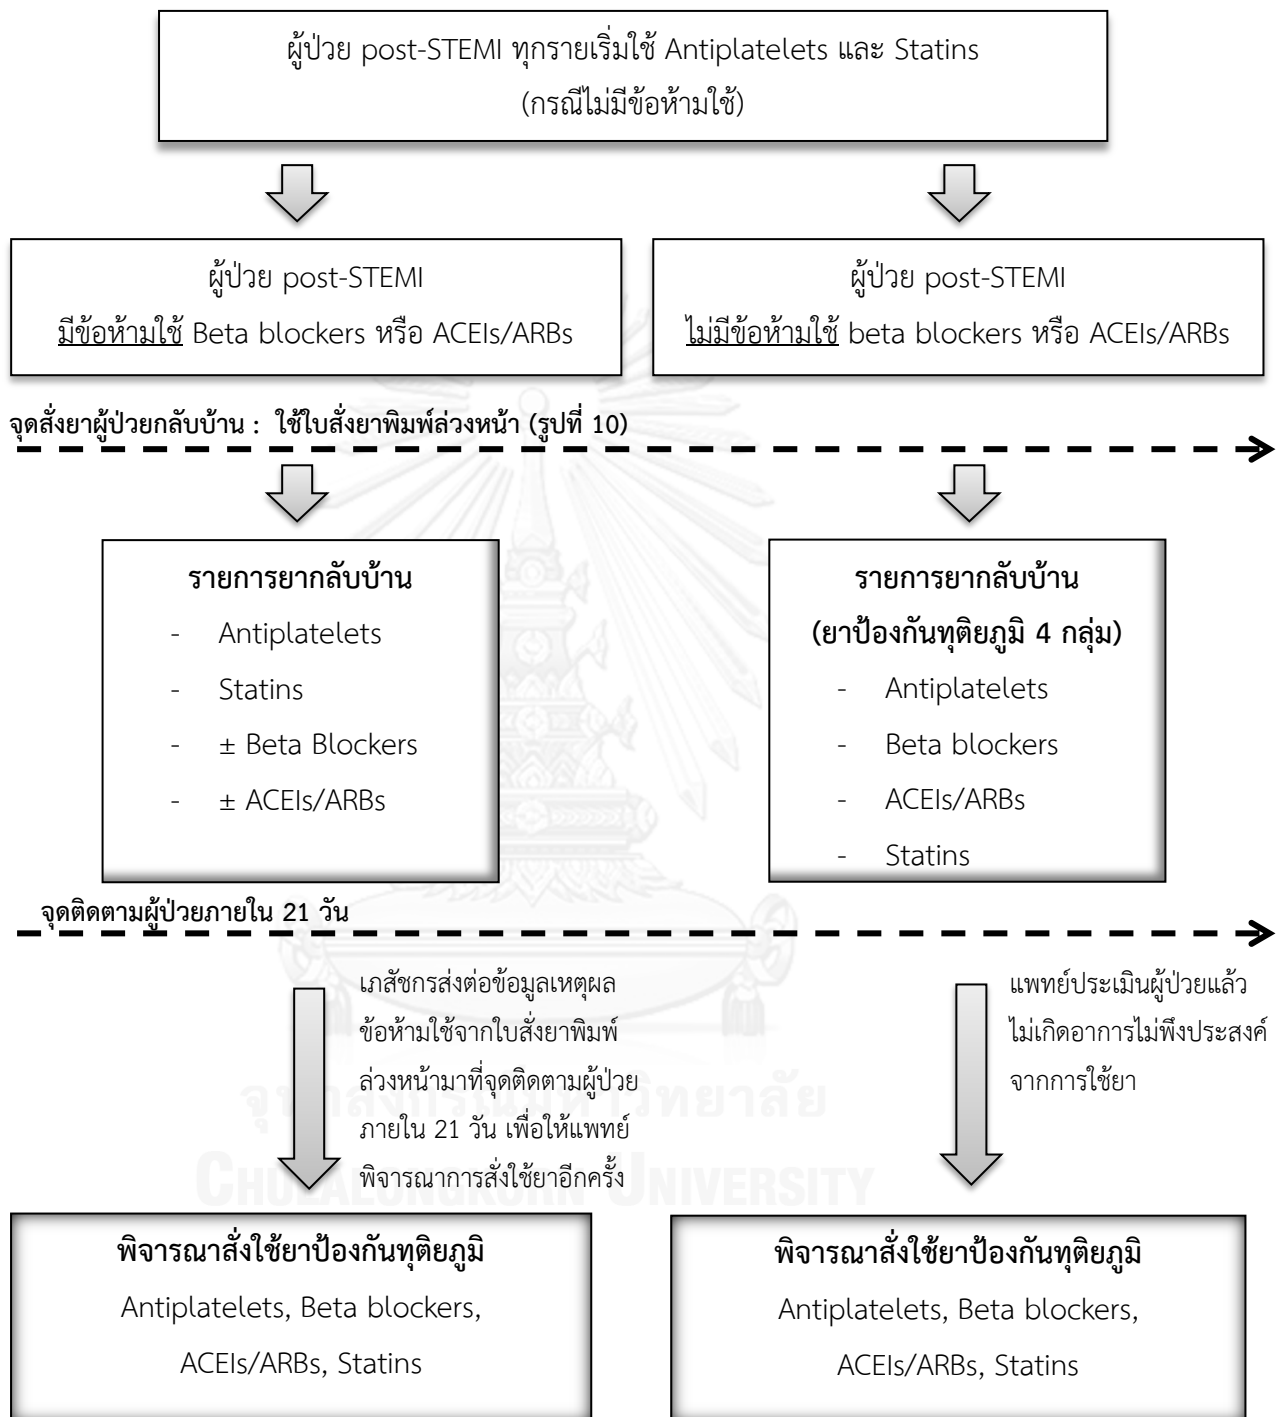 ผู้ป่วย post-STEMI ทุกรายเริ่มใช้ Antiplatelets และ Statins
(กรณีไม่มีข้อห้ามใช้)
ผู้ป่วย post-STEMI
มีข้อห้ามใช้ Beta blockers หรือ ACEIs/ARBs
ผู้ป่วย post-STEMI
ไม่มีข้อห้ามใช้ beta blockers หรือ ACEIs/ARBs
จุดสั่งยาผู้ป่วยกลับบ้าน : ใช้ใบสั่งยาพิมพ์ล่วงหน้า (รูปที่ 10)
รายการยากลับบ้าน
- Antiplatelets
- Statins
- ± Beta Blockers
- ± ACEIs/ARBs
รายการยากลับบ้าน
(ยาป้องกันทุติยภูมิ 4 กลุ่ม)
- Antiplatelets
- Beta blockers
- ACEIs/ARBs
- Statins
จุดติดตามผู้ป่วยภายใน 21 วัน
เภสัชกรส่งต่อข้อมูลเหตุผล
ข้อห้ามใช้จากใบสั่งยาพิมพ์
ล่วงหน้ามาที่จุดติดตามผู้ป่วย
ภายใน 21 วัน เพื่อให้แพทย์
พิจารณาการสั่งใช้ยาอีกครั้ง
แพทย์ประเมินผู้ป่วยแล้ว
ไม่เกิดอาการไม่พึงประสงค์
จากการใช้ยา
จุฬาลงกรณ์มหาวิทยาลัย
CHULALONGKORN UNIVERSITY
พิจารณาสั่งใช้ยาป้องกันทุติยภูมิ
Antiplatelets, Beta blockers,
ACEIs/ARBs, Statins
พิจารณาสั่งใช้ยาป้องกันทุติยภูมิ
Antiplatelets, Beta blockers,
ACEIs/ARBs, Statins